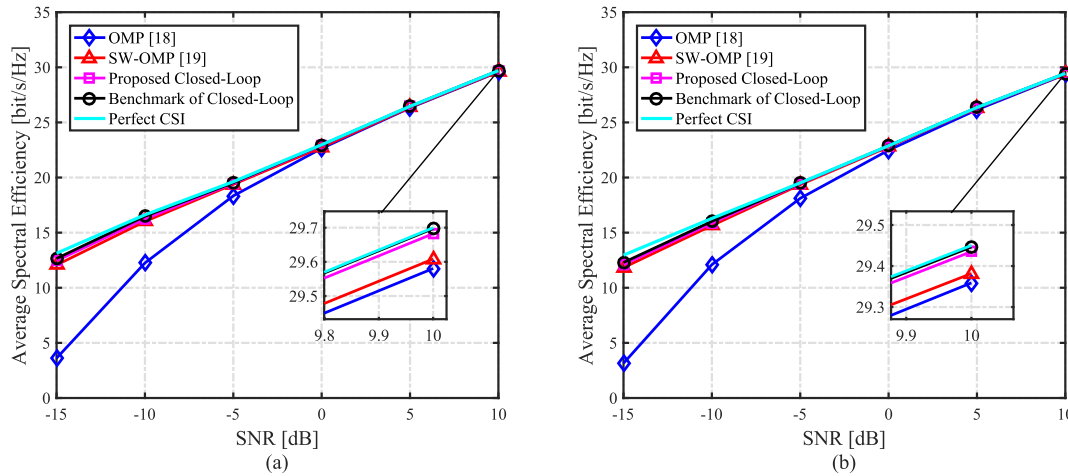 35
30
25
20
15
10
5
0
Average Spectral Efficiency [bit/s/Hz]
OMP [18]
SW-OMP [19]
Proposed Closed-Loop
Benchmark of Closed-Loop
Perfect CSI
29.7
29.6
29.5
9.8 9.9 10
-15 -10 -5 0 5 10
SNR [dB]
(a)
35
30
25
20
15
10
5
0
Average Spectral Efficiency [bit/s/Hz]
OMP [18]
SW-OMP [19]
Proposed Closed-Loop
Benchmark of Closed-Loop
Perfect CSI
29.5
29.4
29.3
9.9 10
-15 -10 -5 0 5 10
SNR [dB]
(b)